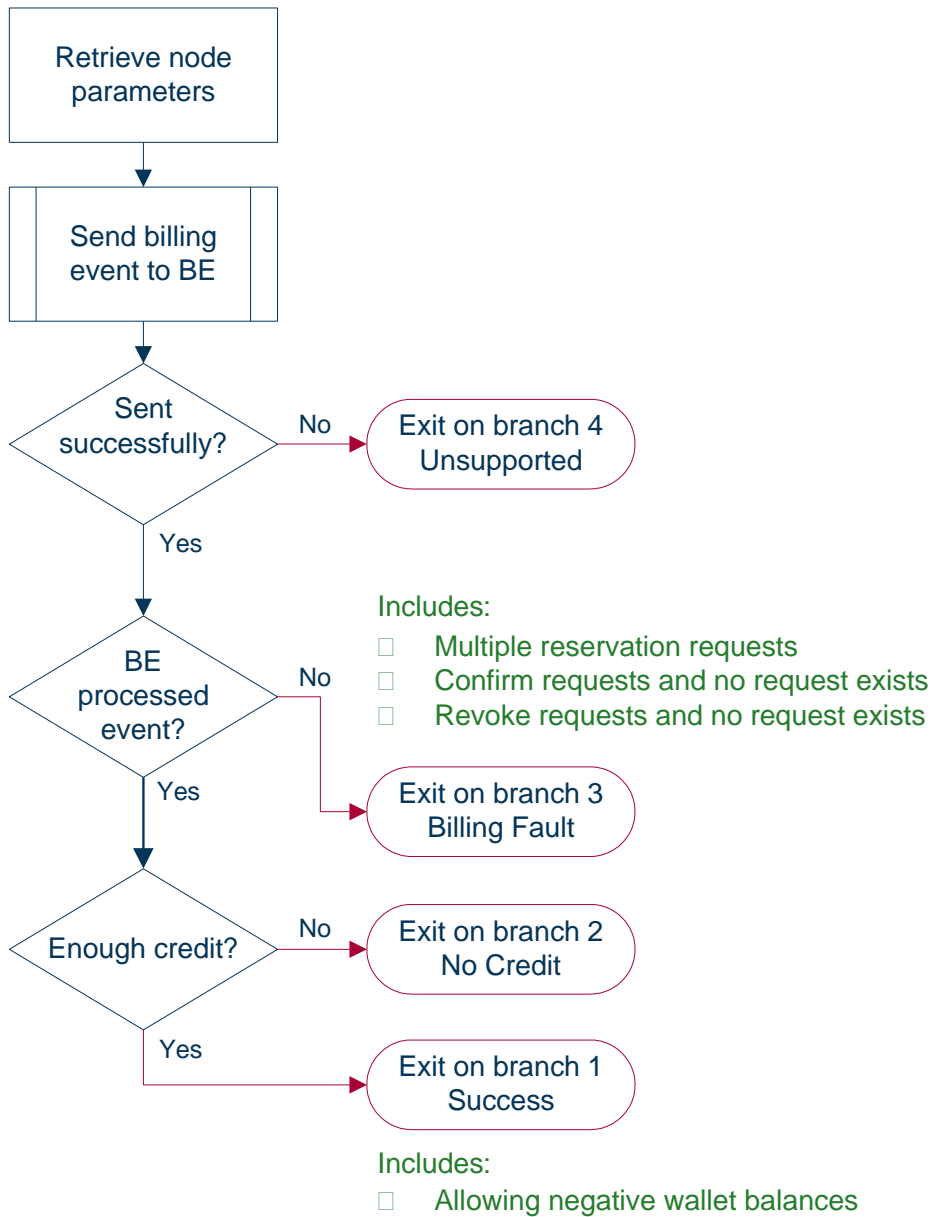 Retrieve node
parameters
Send billing
event to BE
Sent
successfully?
No
Exit on branch 4
Unsupported
Yes
Includes:
Multiple reservation requests
Confirm requests and no request exists
Revoke requests and no request exists
BE
processed
event?
No
Exit on branch 3
Billing Fault
Yes
Enough credit?
No
Exit on branch 2
No Credit
Yes
Exit on branch 1
Success
Includes:
Allowing negative wallet balances